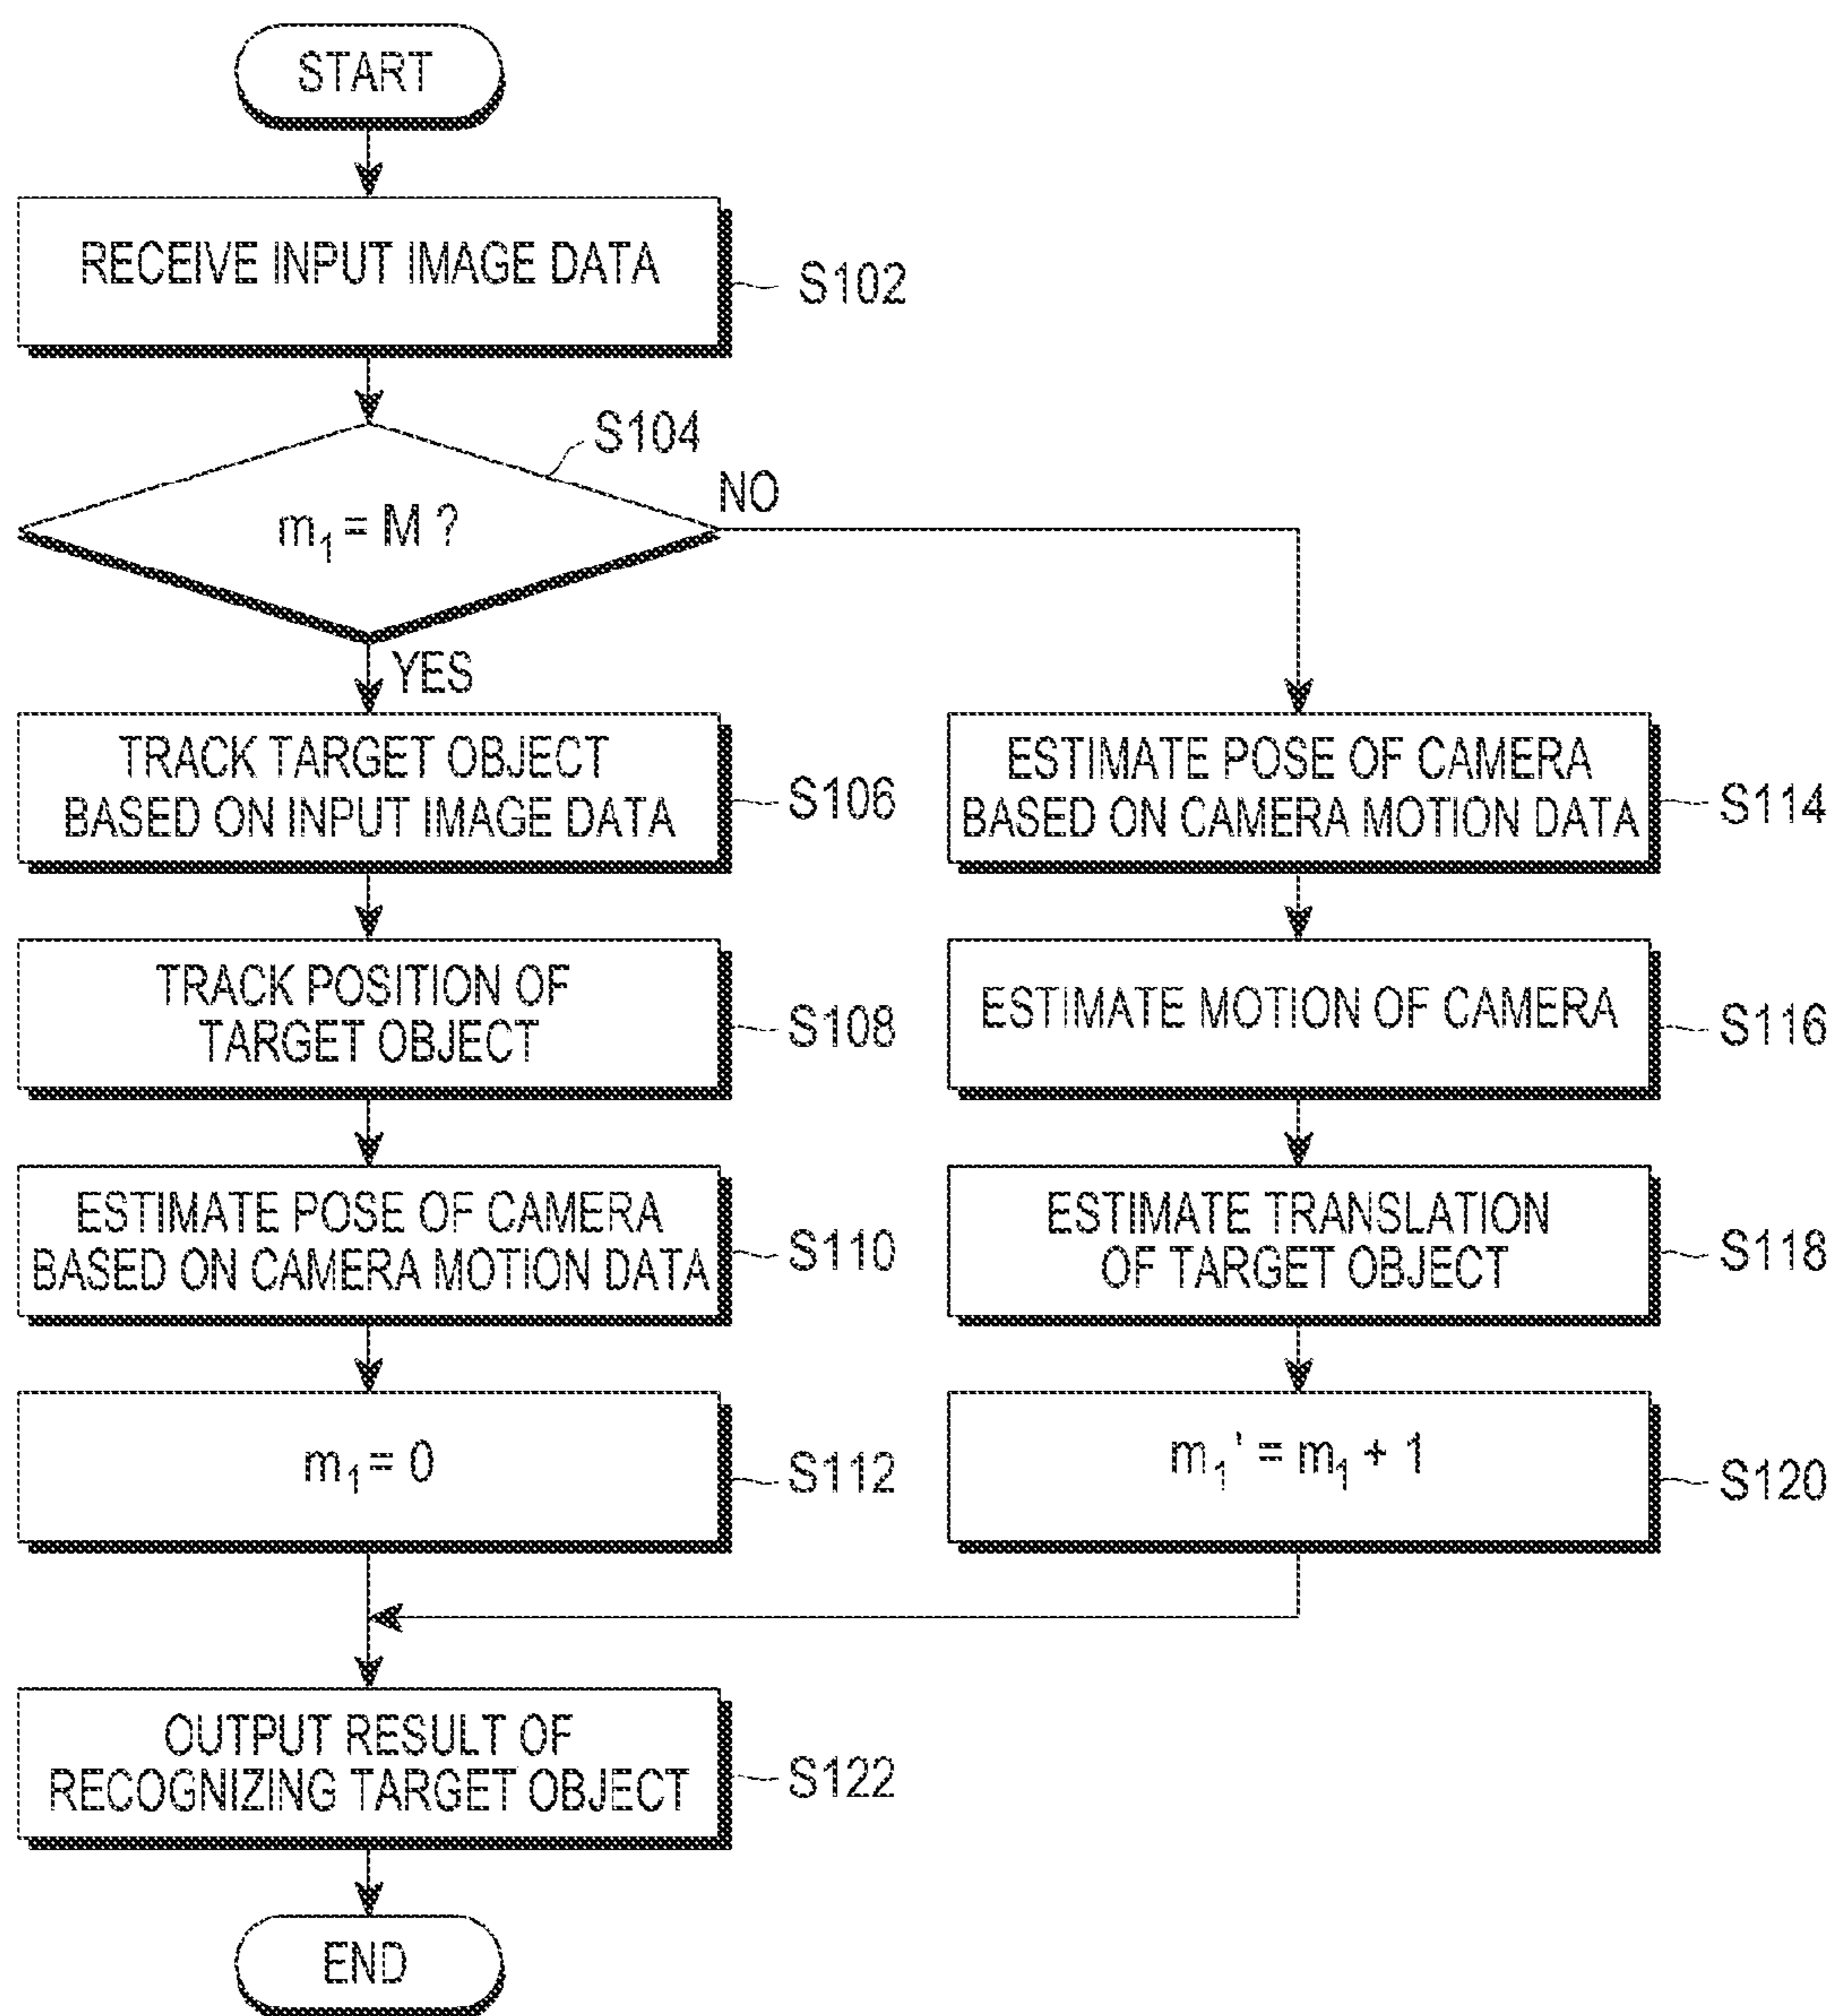 START
RECEIVE INPUT IMAGE DATA
S102
S104
m₁ = M ?
NO
YES
TRACK TARGET OBJECT
BASED ON INPUT IMAGE DATA
S106
ESTIMATE POSE OF CAMERA
BASED ON CAMERA MOTION DATA
S114
TRACK POSITION OF
TARGET OBJECT
S108
ESTIMATE MOTION OF CAMERA
S116
ESTIMATE POSE OF CAMERA
BASED ON CAMERA MOTION DATA
S110
ESTIMATE TRANSLATION
OF TARGET OBJECT
S118
m₁ = 0
S112
m₁' = m₁ + 1
S120
OUTPUT RESULT OF
RECOGNIZING TARGET OBJECT
S122
END